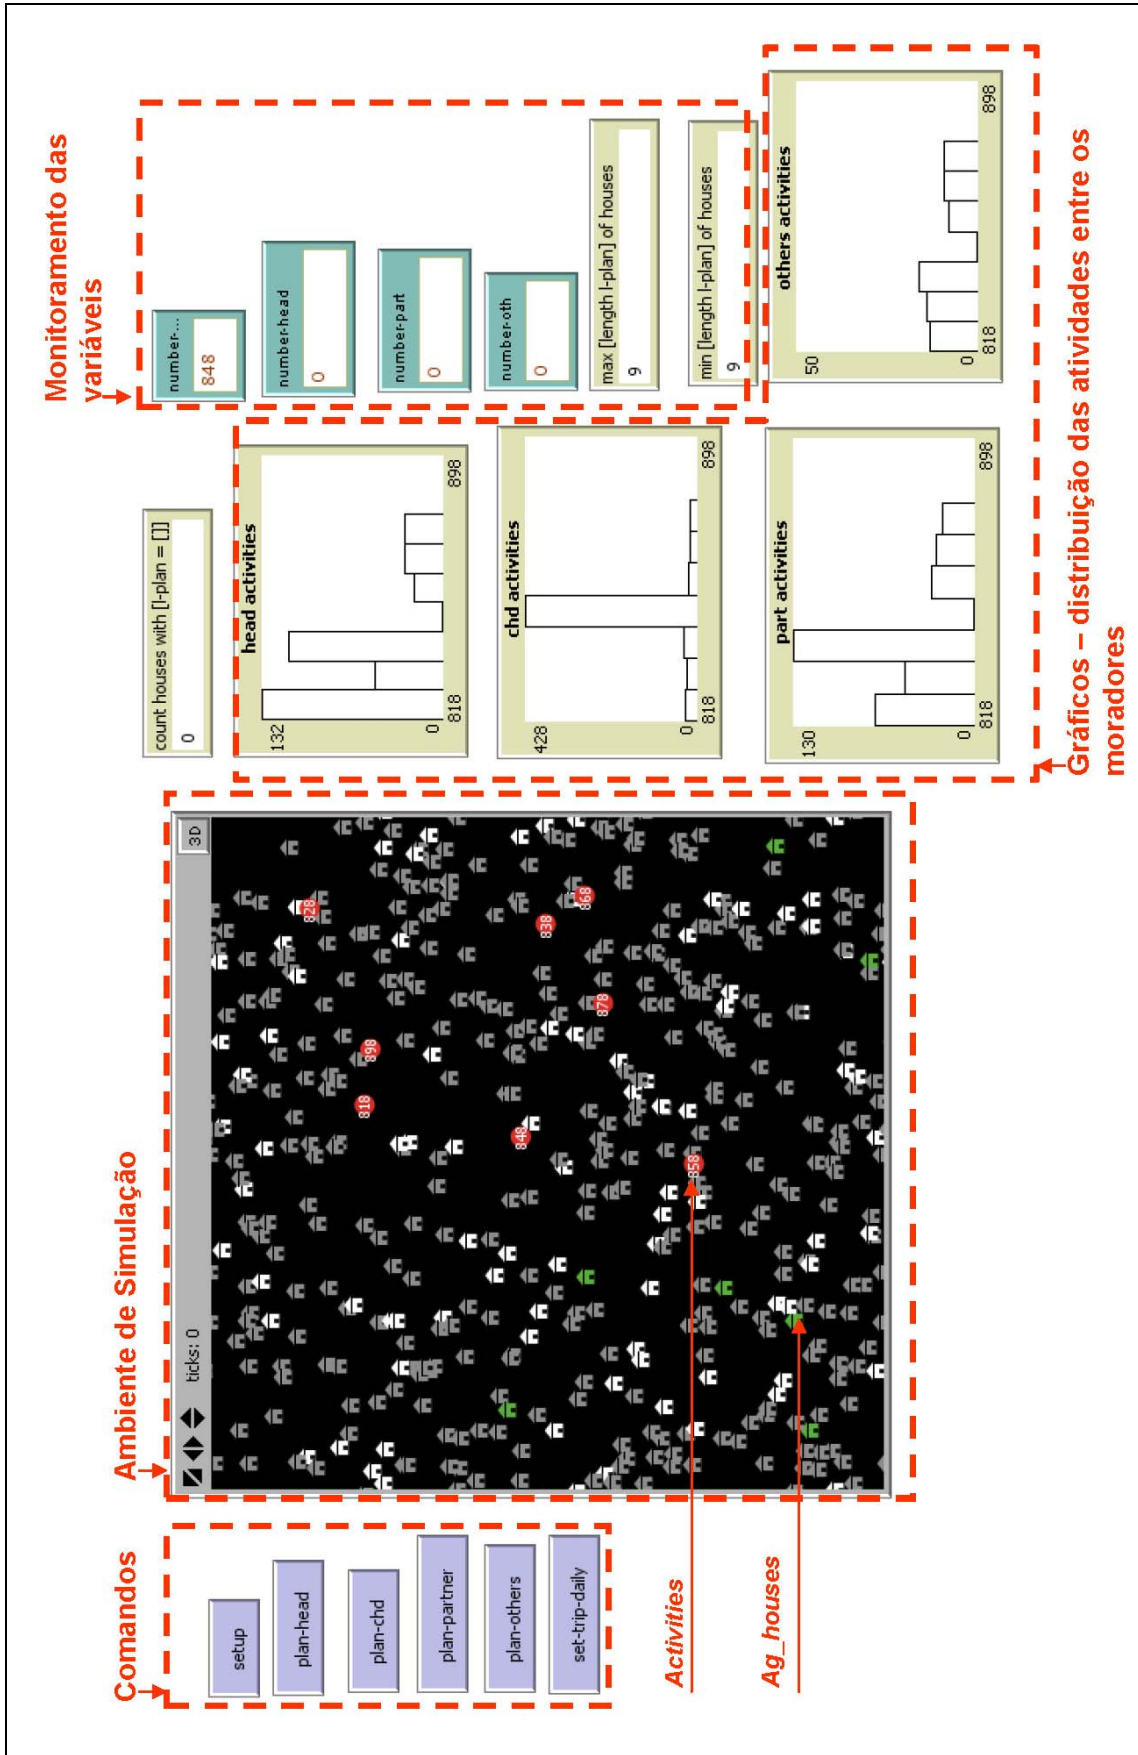 Comandos
setup
plan-head
plan-chd
plan-partner
plan-others
set-trip-daily
Activities
Ag_houses
Ambiente de Simulação
ticks: 0
3D
828
898
818
838
868
848
878
858
count houses with [l-plan = []]
0
head activities
132
0
818
898
chd activities
428
0
818
898
part activities
130
0
818
898
others activities
50
0
818
898
Monitoramento das
variáveis
number-...
848
number-head
0
number-part
0
number-oth
0
max [length l-plan] of houses
9
min [length l-plan] of houses
9
Gráficos – distribuição das atividades entre os
moradores